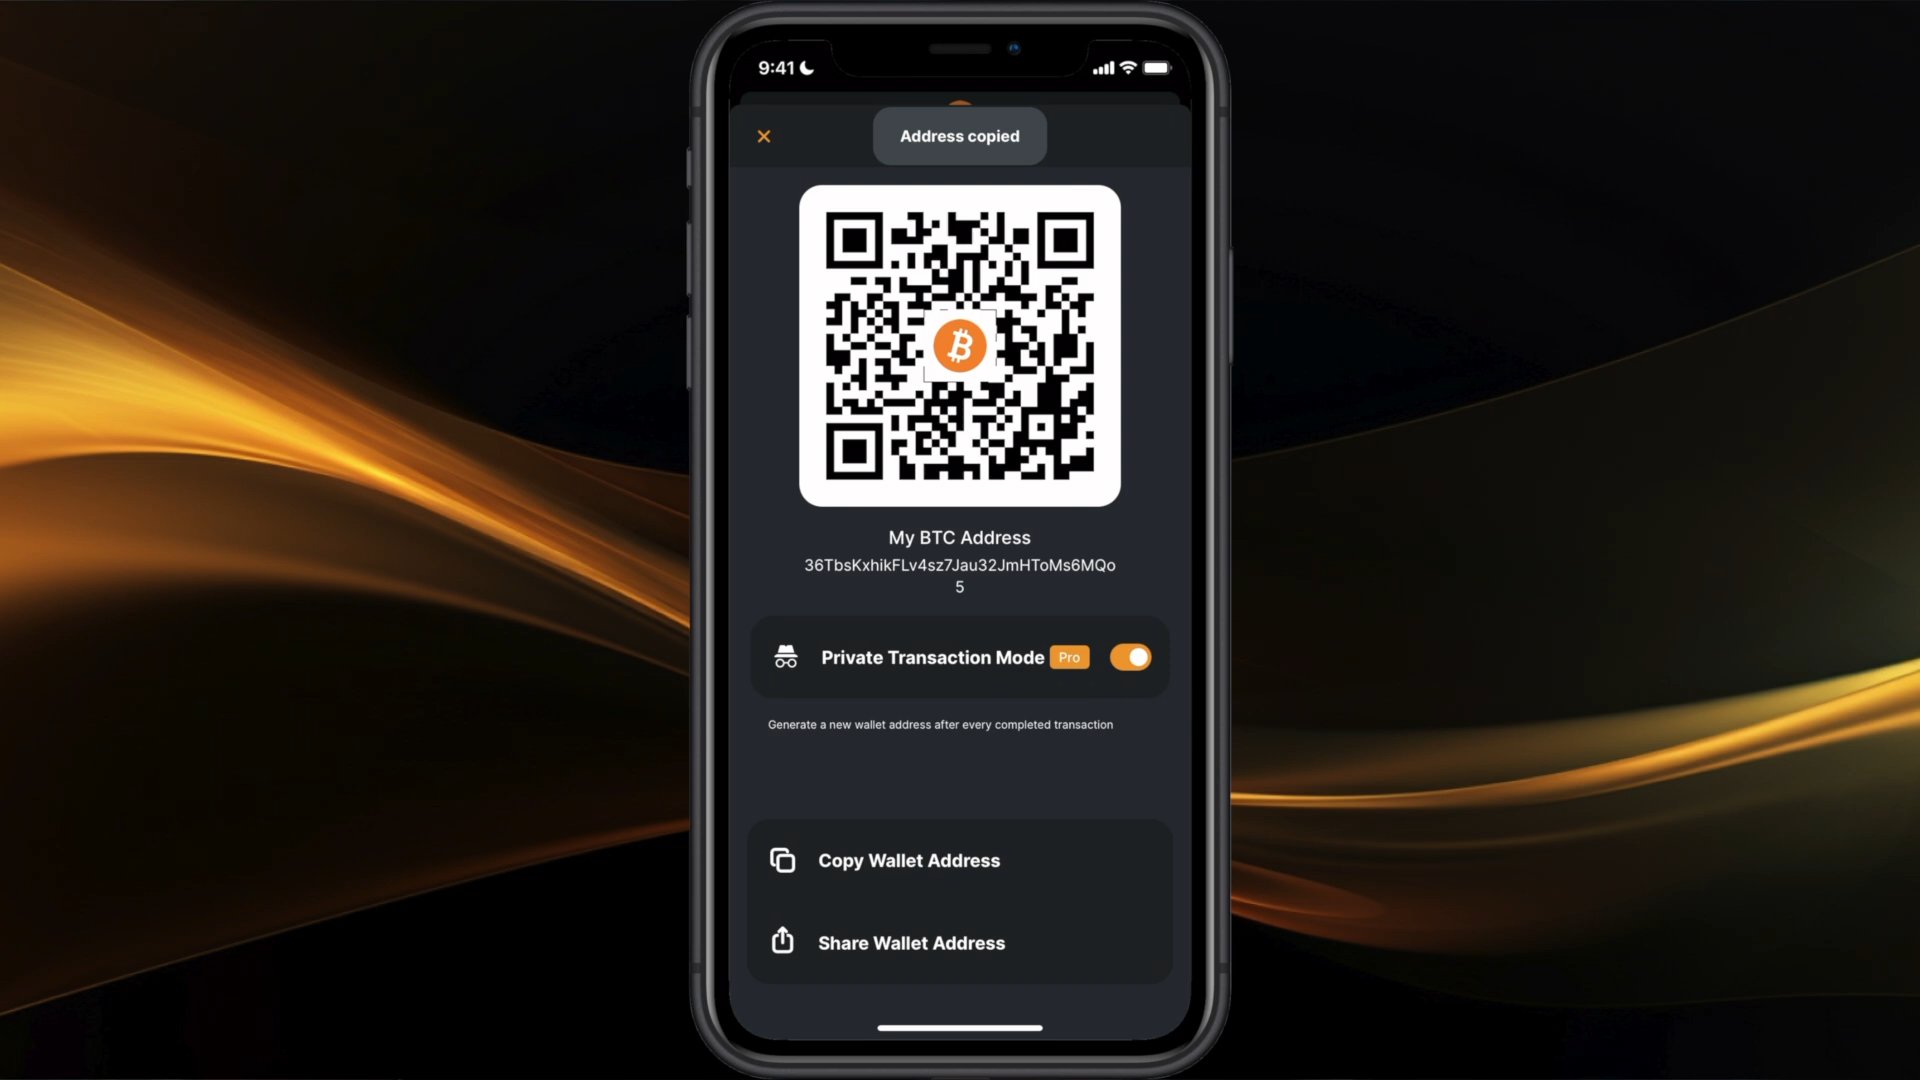 9:41
Address copied
My BTC Address
36TbsKxhikFLv4sz7Jau32JmHToMs6MQo
5
Private Transaction Mode Pro
Generate a new wallet address after every completed transaction
Copy Wallet Address
Share Wallet Address